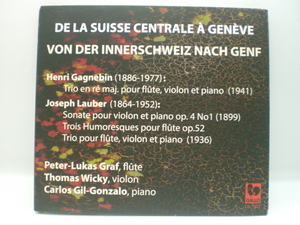 DE LA SUISSE CENTRALE À GENÈVE
VON DER INNERSCHWEIZ NACH GENF
Henri Gagnebin (1886-1977) :
Trio en ré maj. pour flûte, violon et piano (1941)
Joseph Lauber (1864-1952) :
Sonate pour violon et piano op. 4 No1 (1899)
Trois Humoresques pour flûte op.52
Trio pour flûte, violon et piano (1936)
Peter-Lukas Graf, flûte
Thomas Wicky, violon
Carlos Gil-Gonzalo, piano